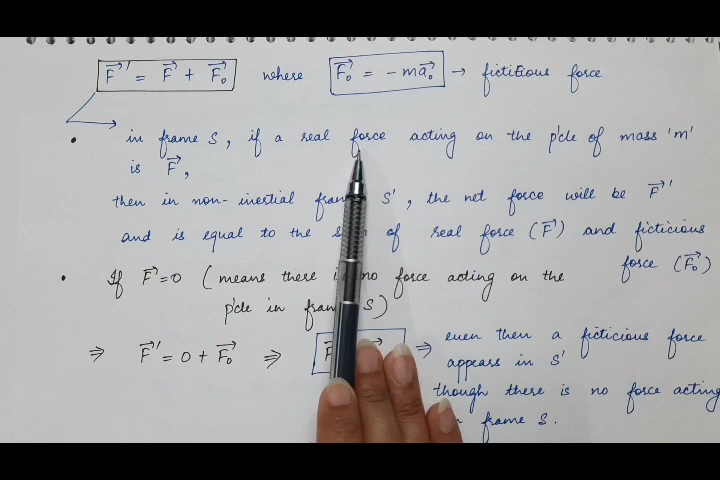 F⃗' = F⃗ + F⃗₀ where F⃗₀ = -ma⃗₀ → fictitious force
• in frame S, if a real force acting on the p'cle of mass 'm'
is F⃗,
then in non-inertial S', the net force will be F⃗'
and is equal to the of real force (F⃗) and ficticious
force (F⃗₀)
• If F⃗=0 (means there no force acting on the
p'cle in S)
⇒ F⃗' = 0 + F⃗₀ ⇒ ⇒ even then a ficticious force
appears in S'
though there is no force acting
frame S.